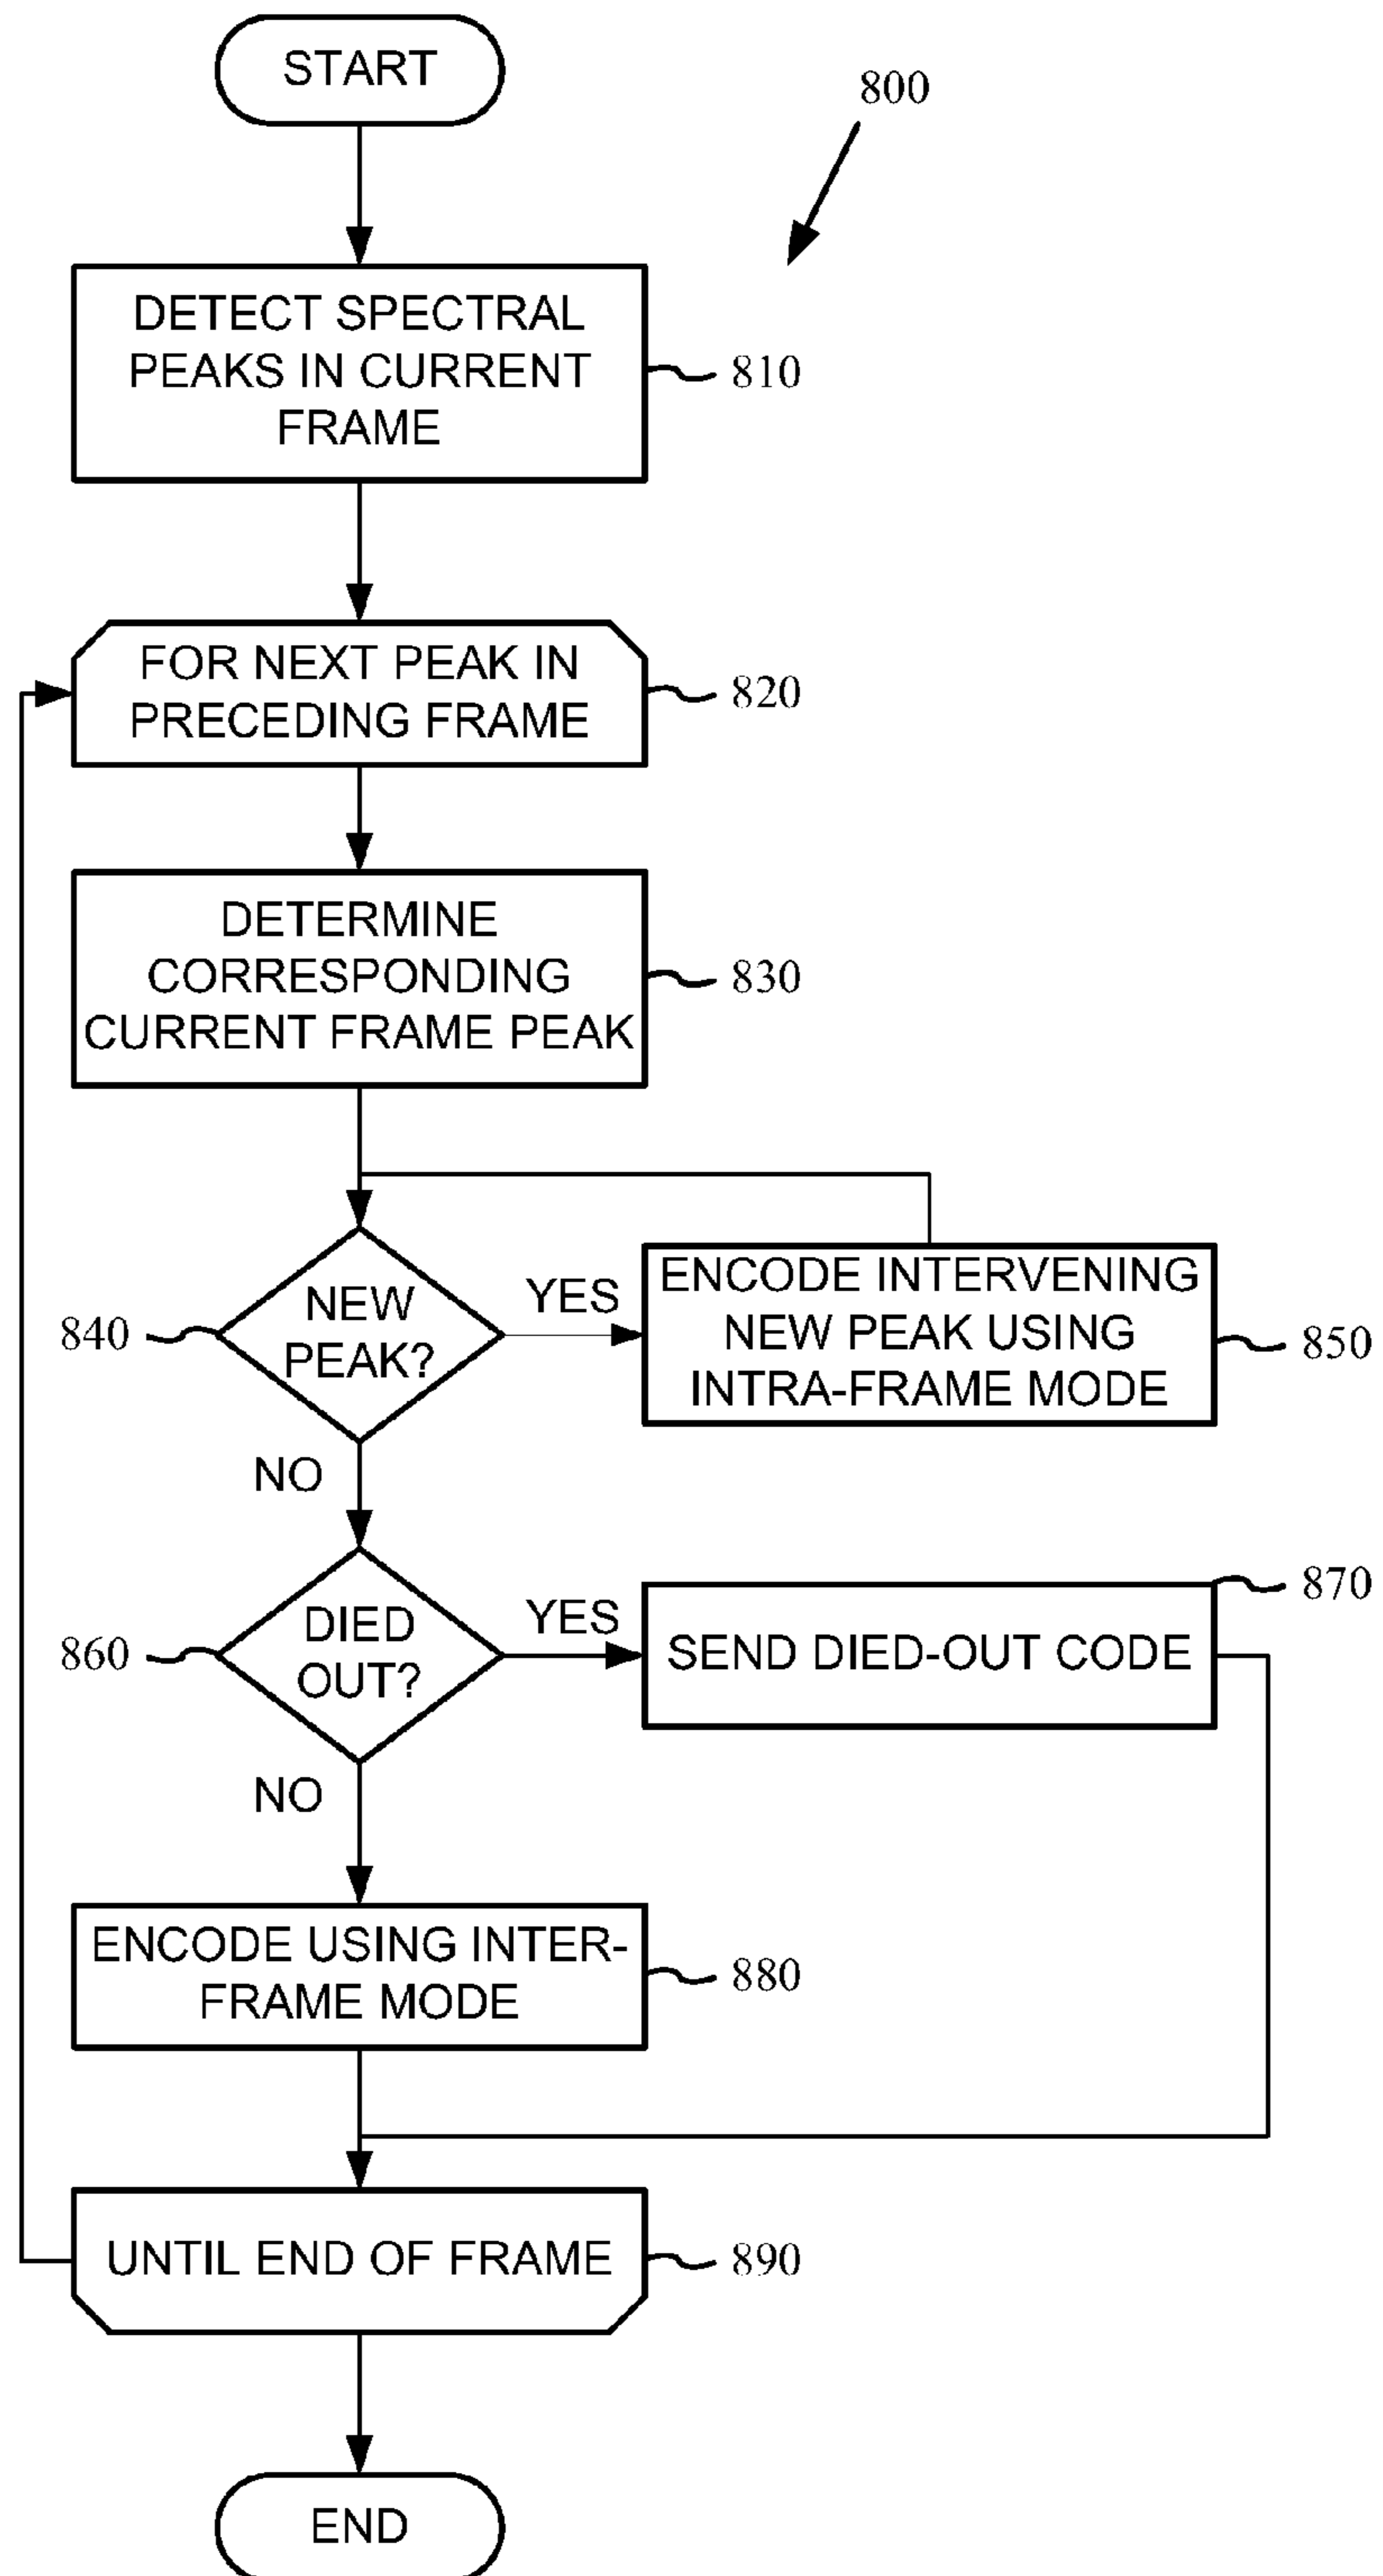 START
800
DETECT SPECTRAL
PEAKS IN CURRENT
FRAME
810
FOR NEXT PEAK IN
PRECEDING FRAME
820
DETERMINE
CORRESPONDING
CURRENT FRAME PEAK
830
NEW
PEAK?
840
YES
ENCODE INTERVENING
NEW PEAK USING
INTRA-FRAME MODE
850
NO
DIED
OUT?
860
YES
SEND DIED-OUT CODE
870
NO
ENCODE USING INTER-
FRAME MODE
880
UNTIL END OF FRAME
890
END